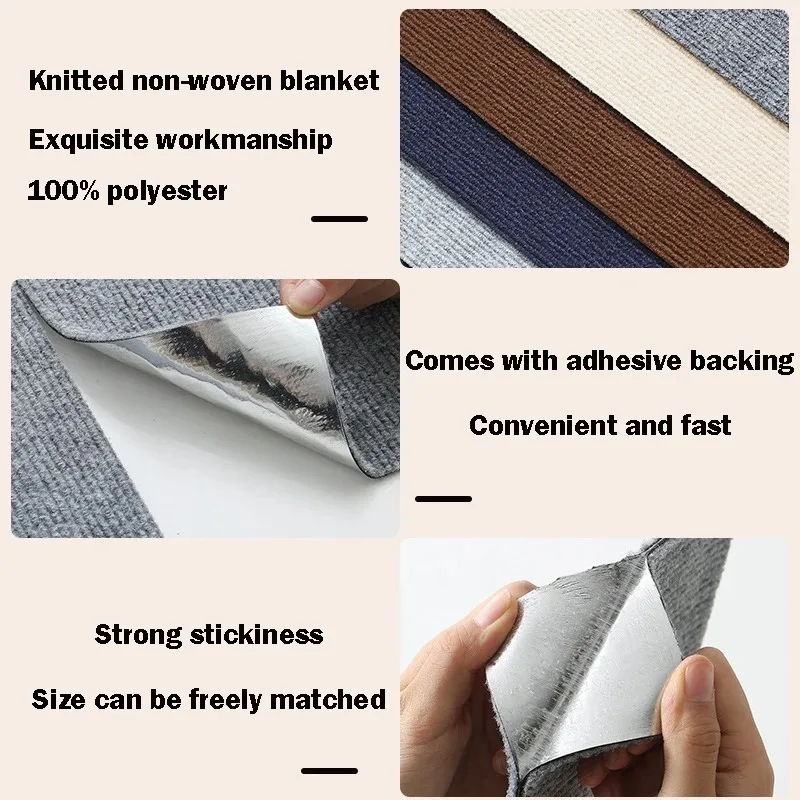 Knitted non-woven blanket
Exquisite workmanship
100% polyester
Comes with adhesive backing
Convenient and fast
Strong stickiness
Size can be freely matched